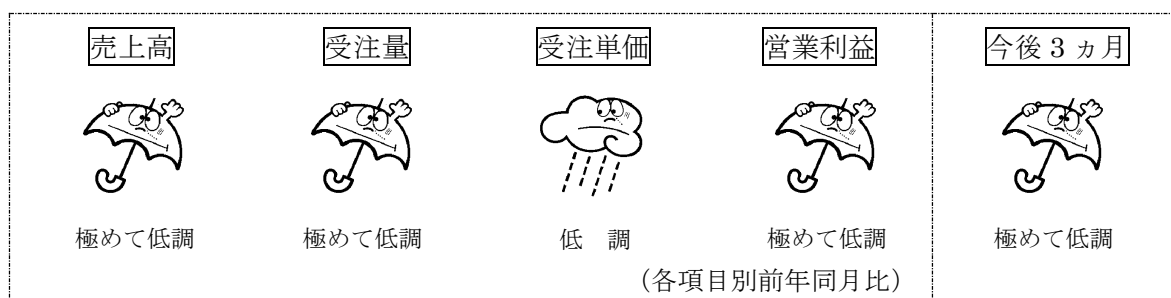 売上高 受注量 受注単価 営業利益 今後３ヵ月
極めて低調 極めて低調 低　調 極めて低調 極めて低調
（各項目別前年同月比）